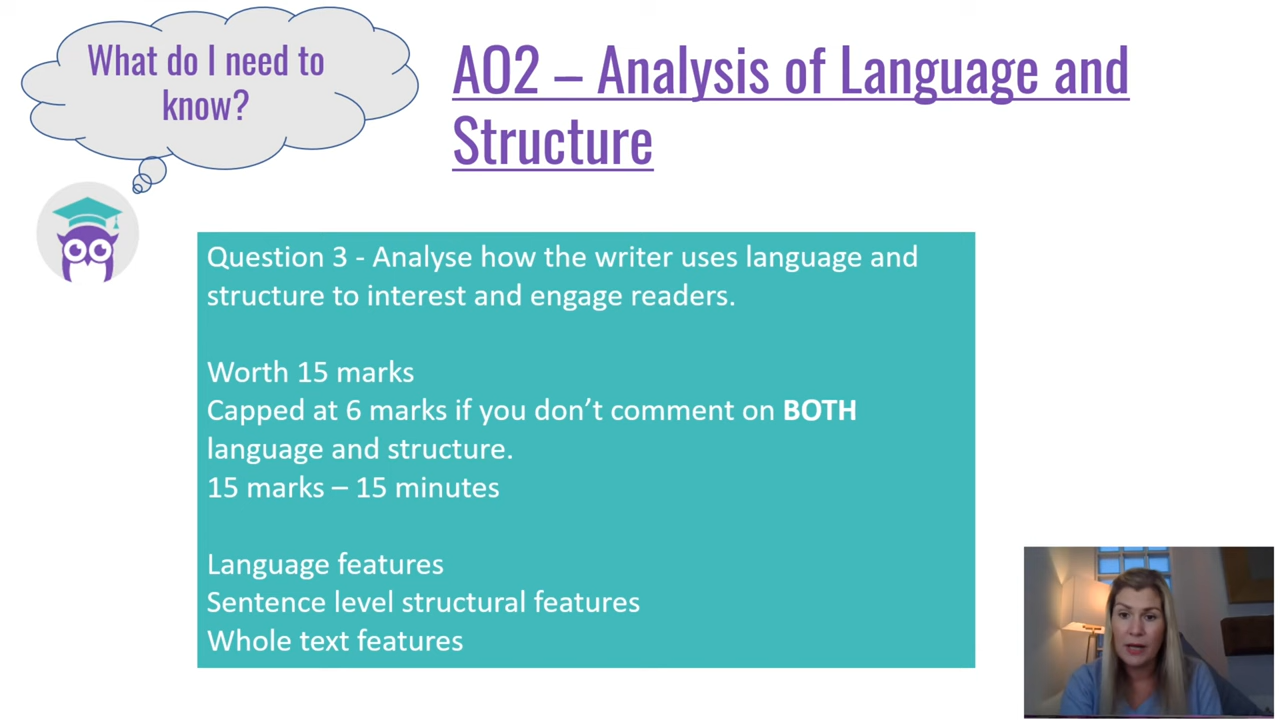 What do I need to
know?
AO2 – Analysis of Language and
Structure
Question 3 - Analyse how the writer uses language and
structure to interest and engage readers.
Worth 15 marks
Capped at 6 marks if you don’t comment on BOTH
language and structure.
15 marks – 15 minutes
Language features
Sentence level structural features
Whole text features